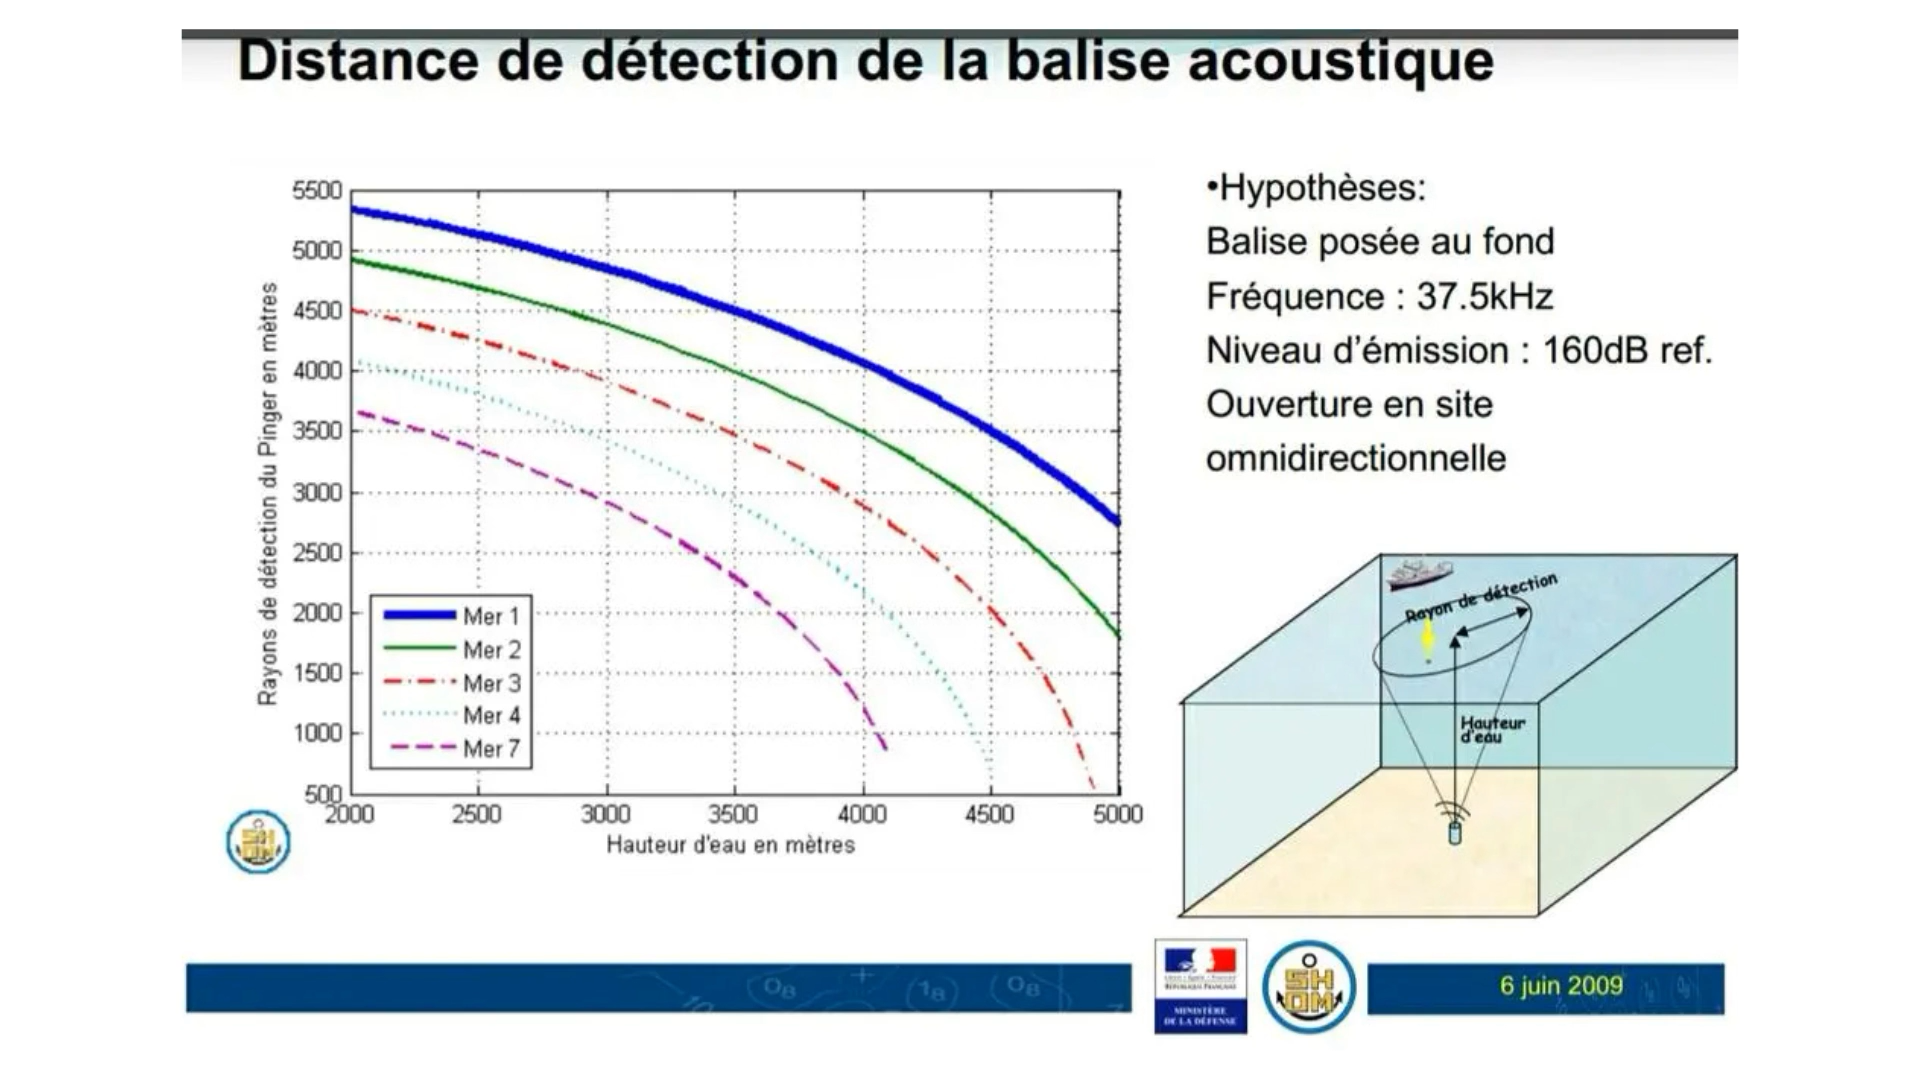 Distance de détection de la balise acoustique
Rayons de détection du Pinger en mètres
5500
5000
4500
4000
3500
3000
2500
2000
1500
1000
500
Mer 1
Mer 2
Mer 3
Mer 4
Mer 7
2000 2500 3000 3500 4000 4500 5000
Hauteur d'eau en mètres
•Hypothèses:
Balise posée au fond
Fréquence : 37.5kHz
Niveau d’émission : 160dB ref.
Ouverture en site
omnidirectionnelle
Rayon de détection
Hauteur
d'eau
SH
OM
RÉPUBLIQUE FRANÇAISE
MINISTÈRE
DE LA DÉFENSE
SH
OM
6 juin 2009